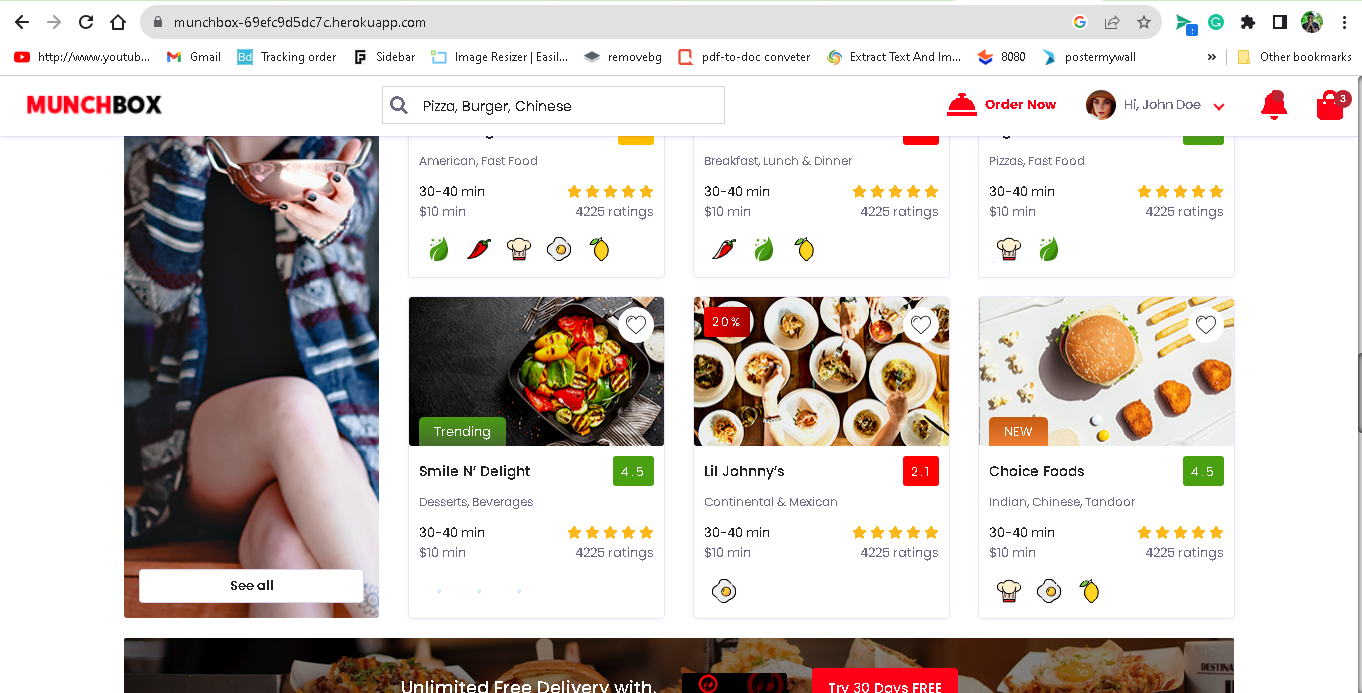 munchbox-69efc9d5dc7c.herokuapp.com
http://www.youtub...
Gmail
Tracking order
Sidebar
Image Resizer | Easil...
removebg
pdf-to-doc conveter
Extract Text And Im...
8080
postermywall
»
Other bookmarks
MUNCHBOX
Pizza, Burger, Chinese
Order Now
Hi, John Doe
3
American, Fast Food
30-40 min
$10 min
4225 ratings
Breakfast, Lunch & Dinner
30-40 min
$10 min
4225 ratings
Pizzas, Fast Food
30-40 min
$10 min
4225 ratings
Trending
Smile N’ Delight
4.5
Desserts, Beverages
30-40 min
$10 min
4225 ratings
20%
Lil Johnny’s
2.1
Continental & Mexican
30-40 min
$10 min
4225 ratings
NEW
Choice Foods
4.5
Indian, Chinese, Tandoor
30-40 min
$10 min
4225 ratings
See all
Unlimited Free Delivery with.
Try 30 Days FREE